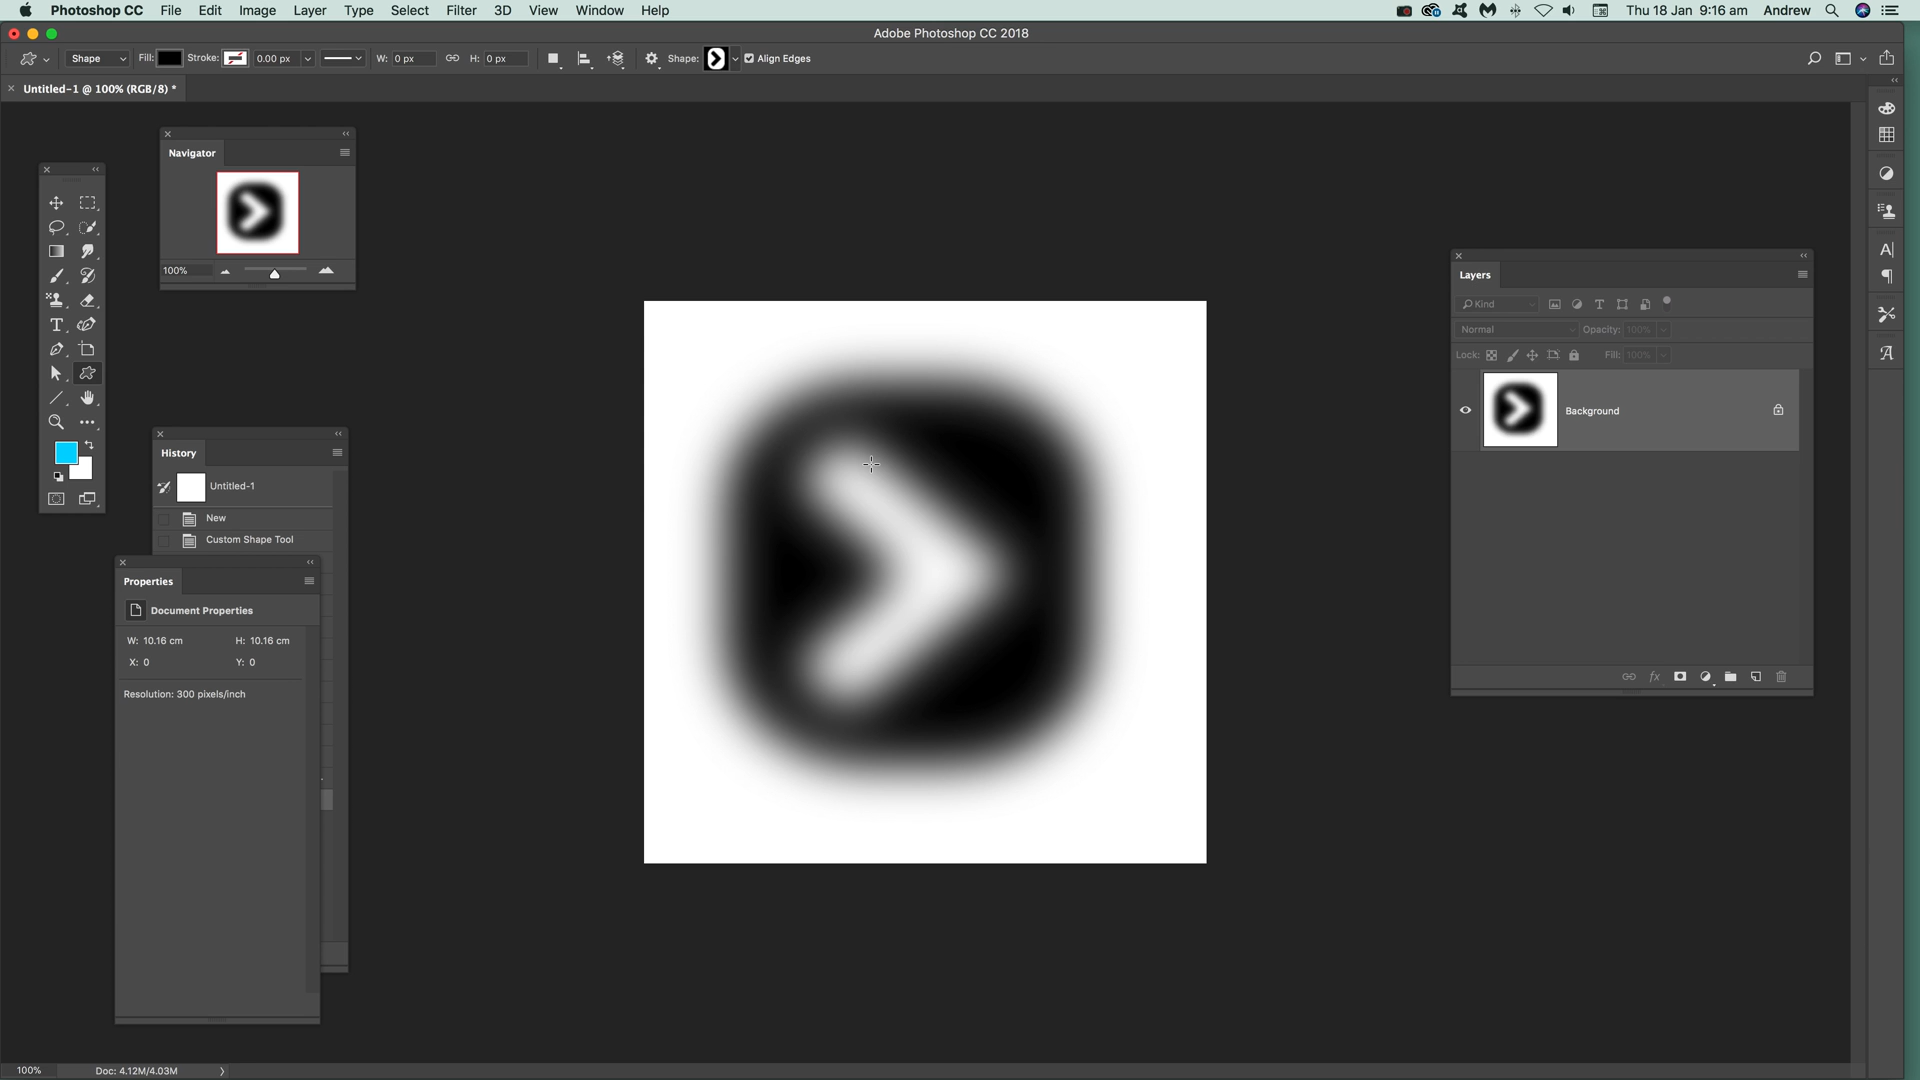 Photoshop CC File Edit Image Layer Type Select Filter 3D View Window Help Thu 18 Jan 9:16 am Andrew
Adobe Photoshop CC 2018
Shape Fill: Stroke: 0.00 px W: 0 px H: 0 px Shape: Align Edges
Untitled-1 @ 100% (RGB/8) *
Navigator
100%
History
Untitled-1
New
Custom Shape Tool
Properties
Document Properties
W: 10.16 cm H: 10.16 cm
X: 0 Y: 0
Resolution: 300 pixels/inch
Layers
Kind
Normal Opacity: 100%
Lock: Fill: 100%
Background
100% Doc: 4.12M/4.03M